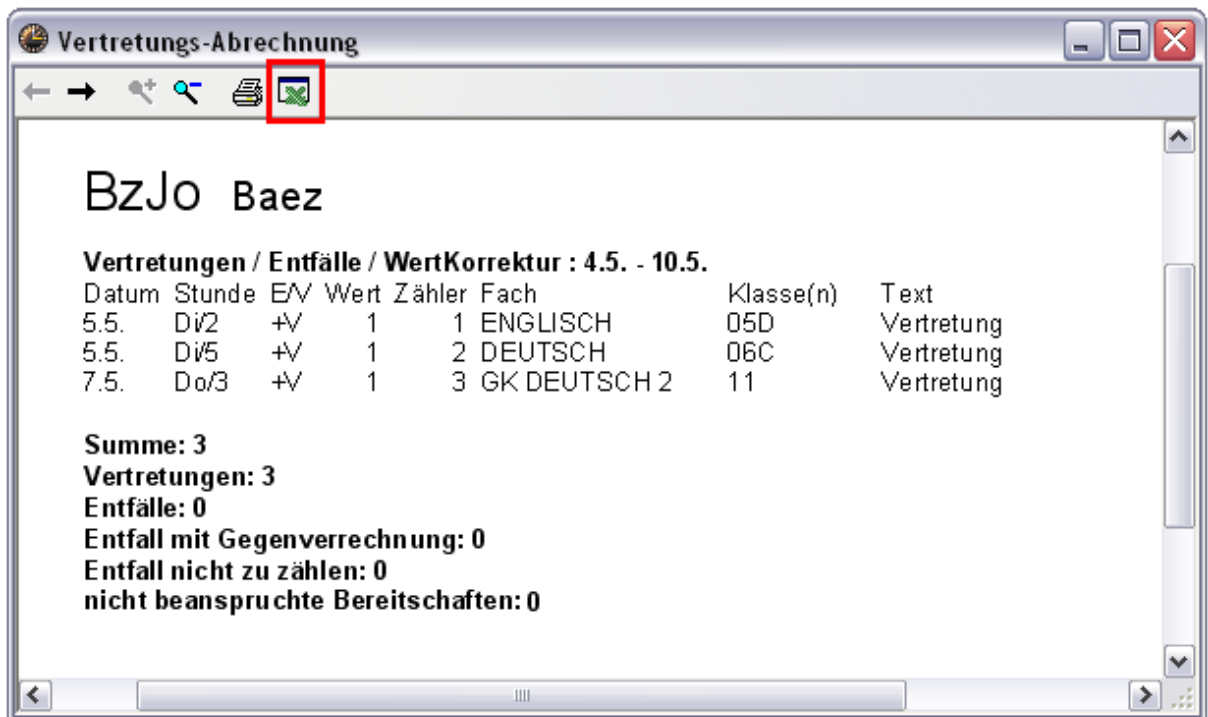 Vertretungs-Abrechnung
BzJo Baez
Vertretungen / Entfälle / WertKorrektur : 4.5. - 10.5.
Datum Stunde E/V Wert Zähler Fach Klasse(n) Text
5.5. Di/2 +V 1 1 ENGLISCH 05D Vertretung
5.5. Di/5 +V 1 2 DEUTSCH 06C Vertretung
7.5. Do/3 +V 1 3 GK DEUTSCH 2 11 Vertretung
Summe: 3
Vertretungen: 3
Entfälle: 0
Entfall mit Gegenverrechnung: 0
Entfall nicht zu zählen: 0
nicht beanspruchte Bereitschaften: 0